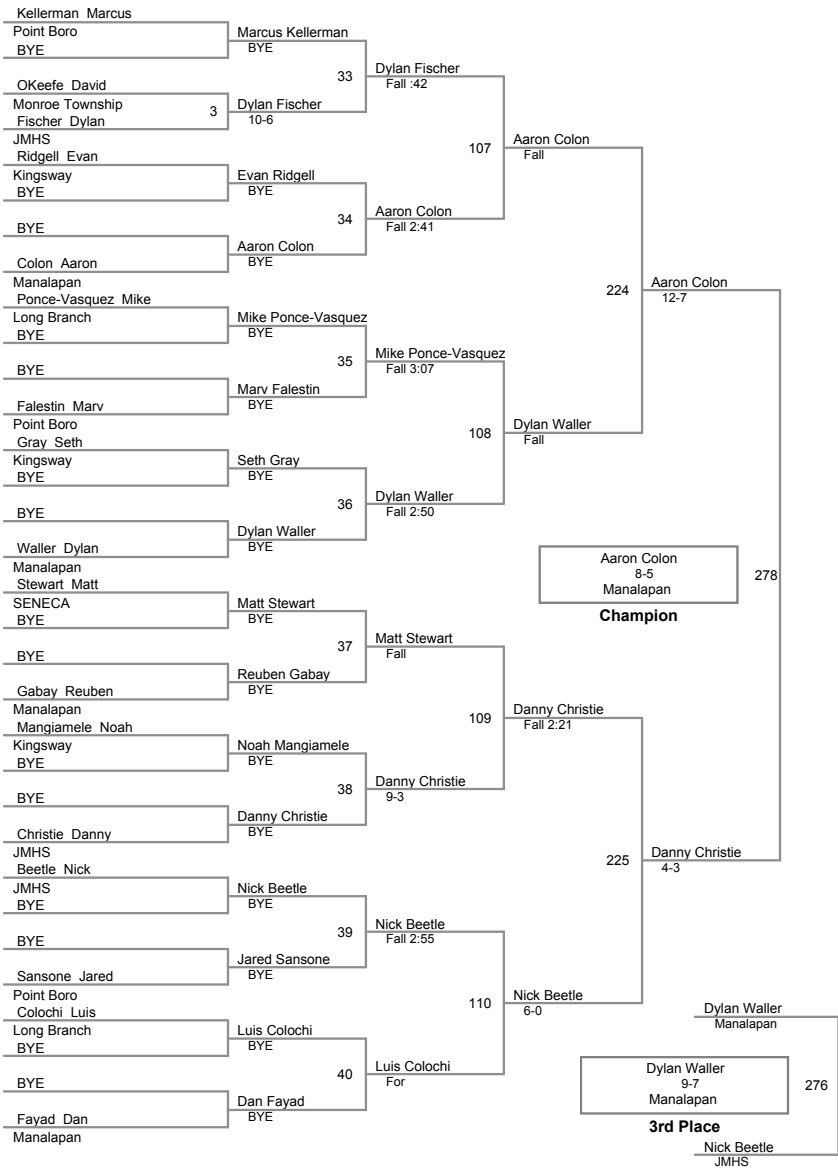 Kellerman Marcus
Point Boro
BYE
OKeefe David
Monroe Township
Fischer Dylan
JMHS
Ridgell Evan
Kingsway
BYE
BYE
Colon Aaron
Manalapan
Ponce-Vasquez Mike
Long Branch
BYE
BYE
Falestin Marv
Point Boro
Gray Seth
Kingsway
BYE
BYE
Waller Dylan
Manalapan
Stewart Matt
SENECA
BYE
BYE
Gabay Reuben
Manalapan
Mangiamele Noah
Kingsway
BYE
BYE
Christie Danny
JMHS
Beetle Nick
JMHS
BYE
BYE
Sansone Jared
Point Boro
Colochi Luis
Long Branch
BYE
BYE
Fayad Dan
Manalapan
3
Marcus Kellerman
BYE
Dylan Fischer
10-6
Evan Ridgell
BYE
Aaron Colon
BYE
Mike Ponce-Vasquez
BYE
Marv Falestin
BYE
Seth Gray
BYE
Dylan Waller
BYE
Matt Stewart
BYE
Reuben Gabay
BYE
Noah Mangiamele
BYE
Danny Christie
BYE
Nick Beetle
BYE
Jared Sansone
BYE
Luis Colochi
BYE
Dan Fayad
BYE
33
34
35
36
37
38
39
40
Dylan Fischer
Fall :42
Aaron Colon
Fall 2:41
Mike Ponce-Vasquez
Fall 3:07
Dylan Waller
Fall 2:50
Matt Stewart
Fall
Danny Christie
9-3
Nick Beetle
Fall 2:55
Luis Colochi
For
107
108
109
110
Aaron Colon
Fall
Dylan Waller
Fall
Danny Christie
Fall 2:21
Nick Beetle
6-0
224
225
Aaron Colon
12-7
Danny Christie
4-3
278
Aaron Colon
8-5
Manalapan
Champion
Dylan Waller
Manalapan
276
Dylan Waller
9-7
Manalapan
3rd Place
Nick Beetle
JMHS